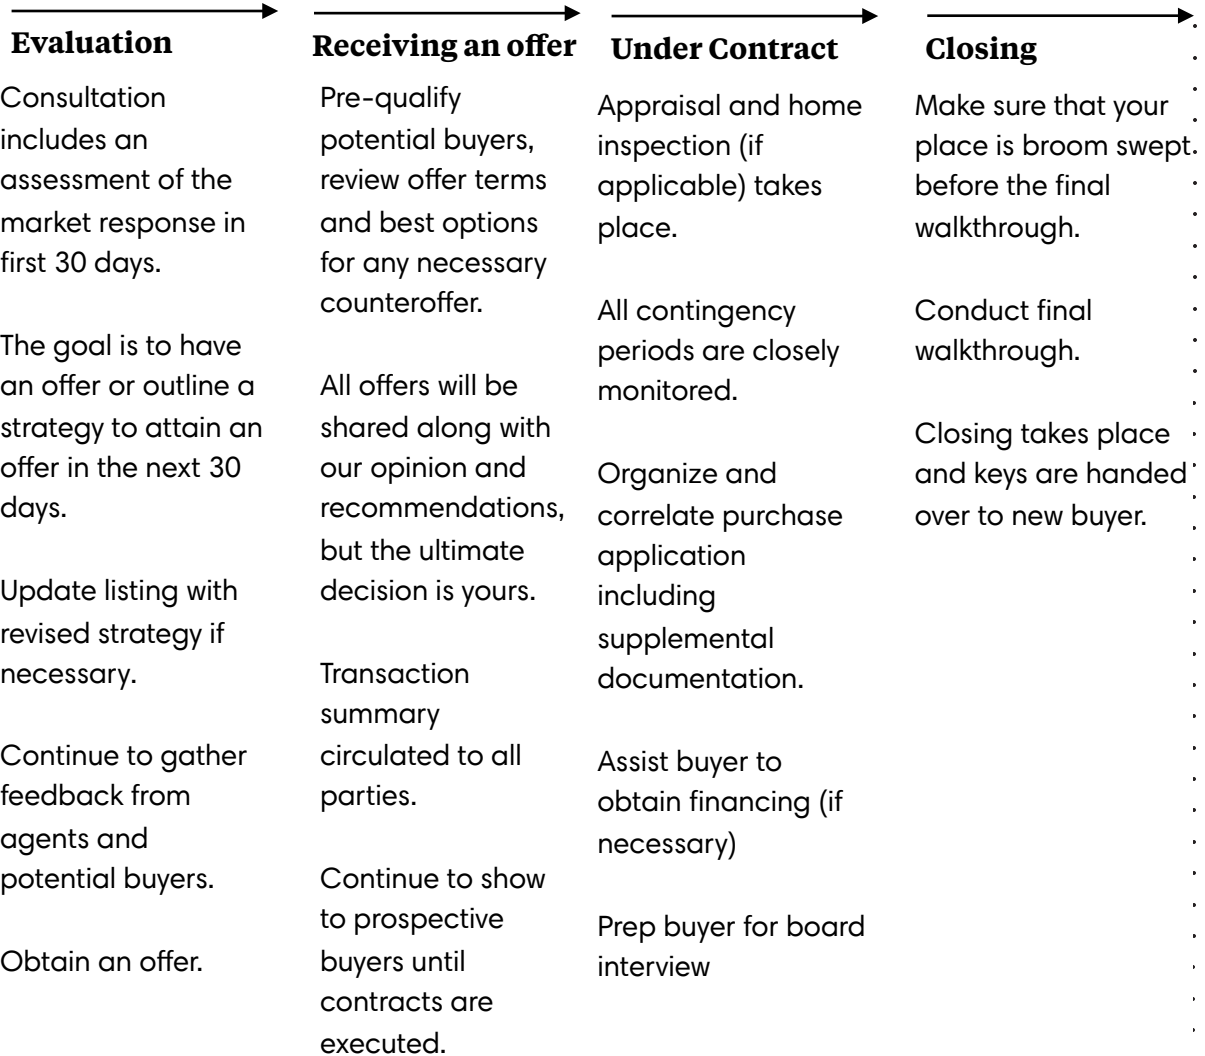 Evaluation
Consultation
includes an
assessment of the
market response in
first 30 days.
The goal is to have
an offer or outline a
strategy to attain an
offer in the next 30
days.
Update listing with
revised strategy if
necessary.
Continue to gather
feedback from
agents and
potential buyers.
Obtain an offer.
Receiving an offer
Pre-qualify
potential buyers,
review offer terms
and best options
for any necessary
counteroffer.
All offers will be
shared along with
our opinion and
recommendations,
but the ultimate
decision is yours.
Transaction
summary
circulated to all
parties.
Continue to show
to prospective
buyers until
contracts are
executed.
Under Contract
Appraisal and home
inspection (if
applicable) takes
place.
All contingency
periods are closely
monitored.
Organize and
correlate purchase
application
including
supplemental
documentation.
Assist buyer to
obtain financing (if
necessary)
Prep buyer for board
interview
Closing
Make sure that your
place is broom swept
before the final
walkthrough.
Conduct final
walkthrough.
Closing takes place
and keys are handed
over to new buyer.